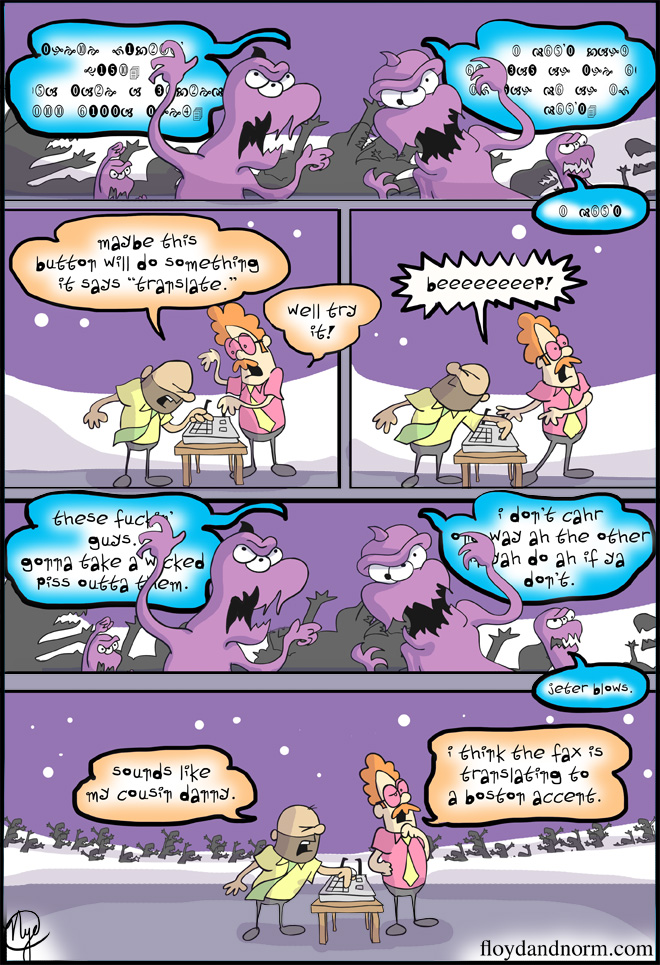 maybe this
button will do something
it says "translate."
well try
it!
beeeeeeeep!
these fuckin'
guys.
gonna take a wicked
piss outta them.
i don't cahr
way ah the other
yah do ah if ya
don't.
jeter blows.
sounds like
my cousin danny.
i think the fax is
translating to
a boston accent.
Nye
floydandnorm.com